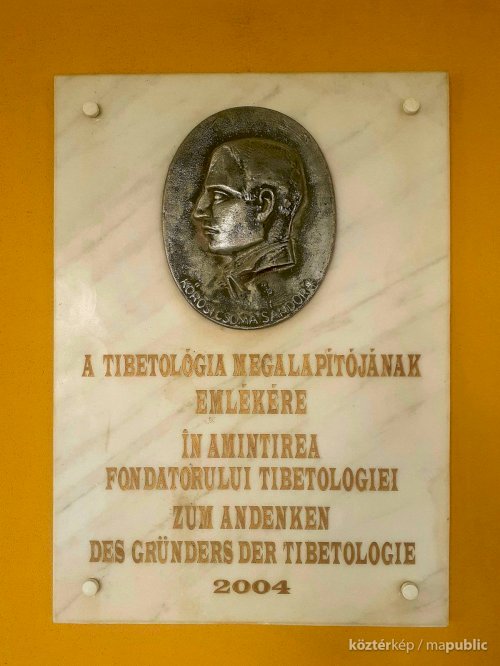 KŐRÖSI CSOMA SÁNDOR
A TIBETOLÓGIA MEGALAPÍTÓJÁNAK
EMLÉKÉRE
ÎN AMINTIREA
FONDATORULUI TIBETOLOGIEI
ZUM ANDENKEN
DES GRÜNDERS DER TIBETOLOGIE
2004
köztérkép / mapublic